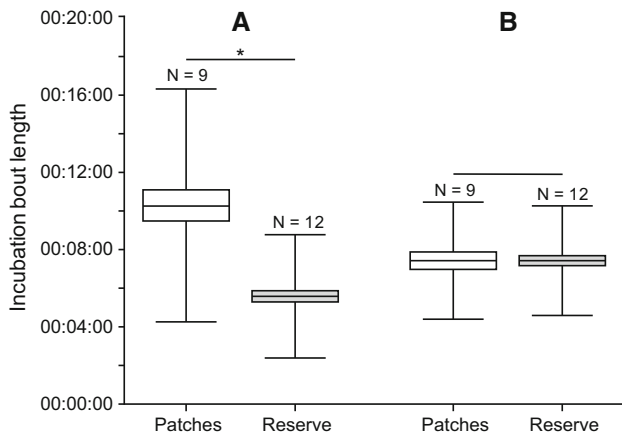 00:20:00
A
B
*
N = 9
00:16:00
00:12:00
N = 9
N = 12
N = 12
00:08:00
00:04:00
00:00:00
Incubation bout length
Patches
Reserve
Patches
Reserve